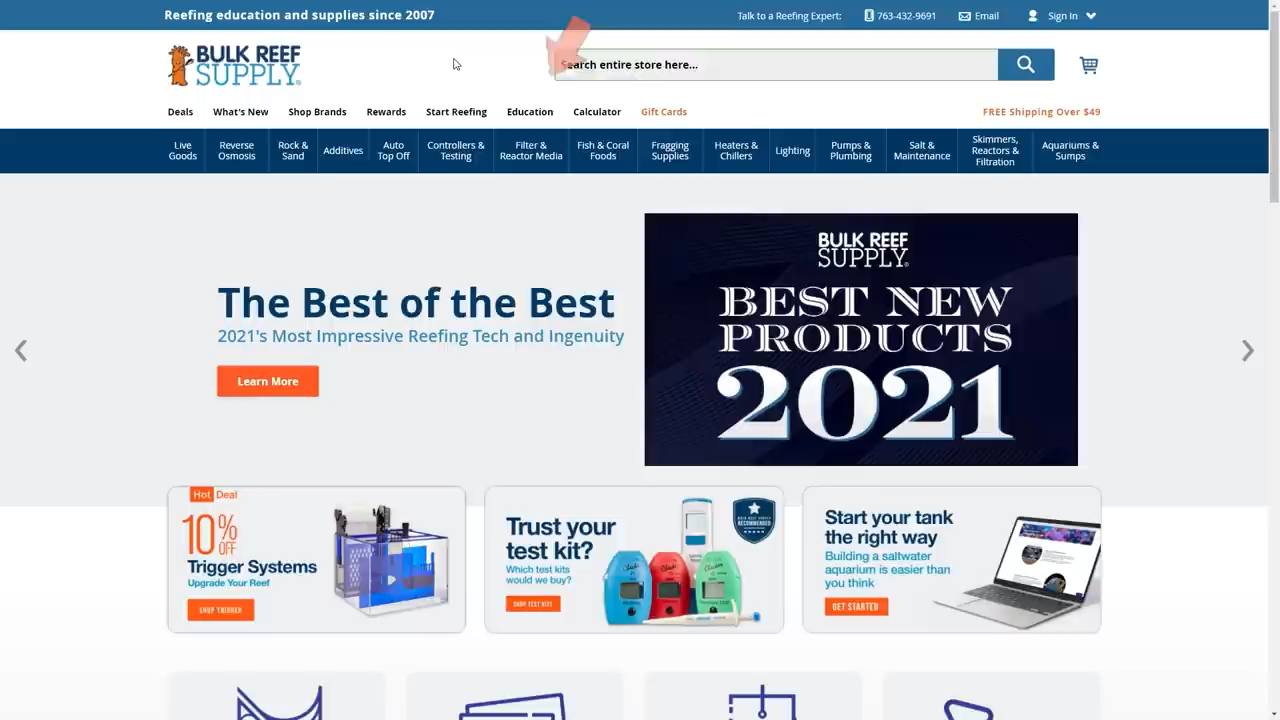 Reefing education and supplies since 2007
Talk to a Reefing Expert: 763-432-9691 Email Sign In
BULK REEF
SUPPLY
Search entire store here...
Deals What's New Shop Brands Rewards Start Reefing Education Calculator Gift Cards FREE Shipping Over $49
Live Goods
Reverse Osmosis
Rock & Sand
Additives
Auto Top Off
Controllers & Testing
Filter & Reactor Media
Fish & Coral Foods
Fragging Supplies
Heaters & Chillers
Lighting
Pumps & Plumbing
Salt & Maintenance
Skimmers, Reactors & Filtration
Aquariums & Sumps
The Best of the Best
2021's Most Impressive Reefing Tech and Ingenuity
Learn More
BULK REEF
SUPPLY
BEST NEW
PRODUCTS
2021
Hot Deal
10% OFF
Trigger Systems
Upgrade Your Reef
SHOP TRIGGER
Trust your
test kit?
Which test kits
would we buy?
SHOP TEST KITS
RECOMMENDED
Start your tank
the right way
Building a saltwater
aquarium is easier than
you think
GET STARTED